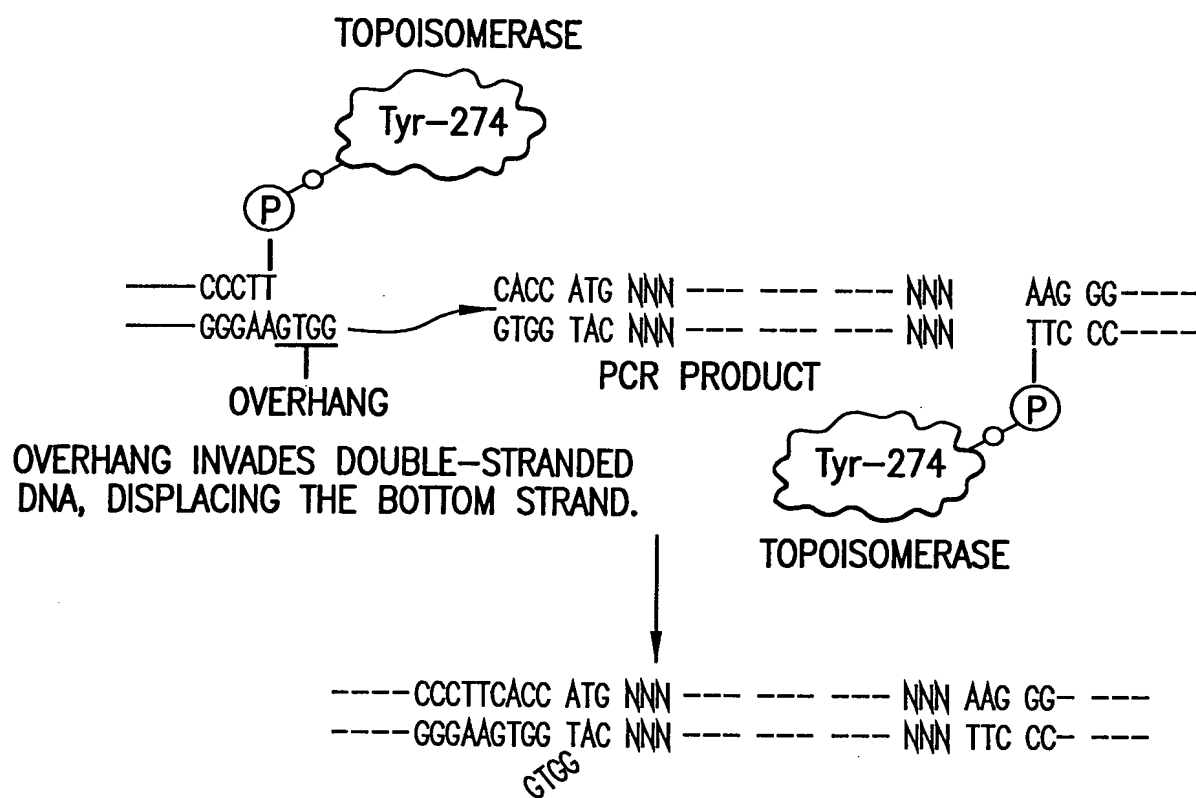 TOPOISOMERASE
Tyr-274
P
CCCTT CACC ATG NNN--- --- ---NNN AAG GG----
GGGAAGTGG GTGG TAC NNN--- --- ---NNN TTC CC----
OVERHANG
PCR PRODUCT
P
OVERHANG INVADES DOUBLE-STRANDED
DNA, DISPLACING THE BOTTOM STRAND.
Tyr-274
TOPOISOMERASE
----CCCTTCACC ATG NNN--- --- ---NNN AAG GG- ---
----GGGAAGTGG TAC NNN--- --- ---NNN TTC CC- ---
GTGG